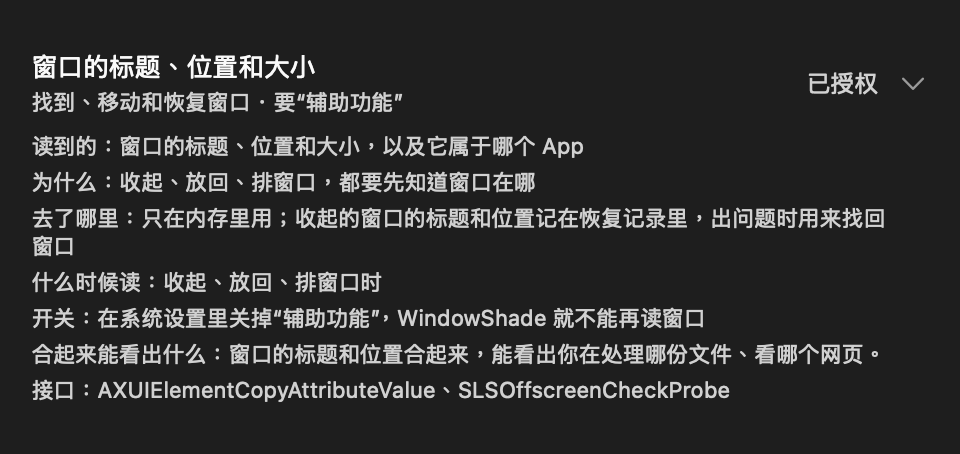 窗口的标题、位置和大小
已授权
找到、移动和恢复窗口 · 要“辅助功能”
读到的：窗口的标题、位置和大小，以及它属于哪个 App
为什么：收起、放回、排窗口，都要先知道窗口在哪
去了哪里：只在内存里用；收起的窗口的标题和位置记在恢复记录里，出问题时用来找回
窗口
什么时候读：收起、放回、排窗口时
开关：在系统设置里关掉“辅助功能”，WindowShade 就不能再读窗口
合起来能看出什么：窗口的标题和位置合起来，能看出你在处理哪份文件、看哪个网页。
接口：AXUIElementCopyAttributeValue、SLSOffscreenCheckProbe